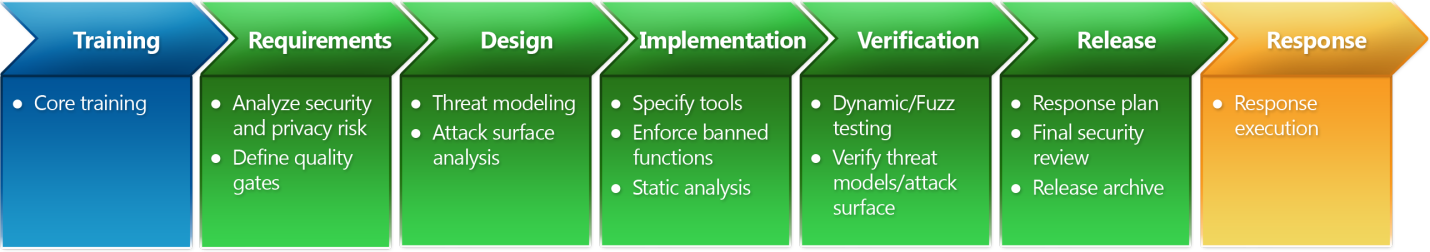 Training
Requirements
Design
Implementation
Verification
Release
Response
● Core training
● Analyze security
and privacy risk
● Define quality
gates
● Threat modeling
● Attack surface
analysis
● Specify tools
● Enforce banned
functions
● Static analysis
● Dynamic/Fuzz
testing
● Verify threat
models/attack
surface
● Response plan
● Final security
review
● Release archive
● Response
execution